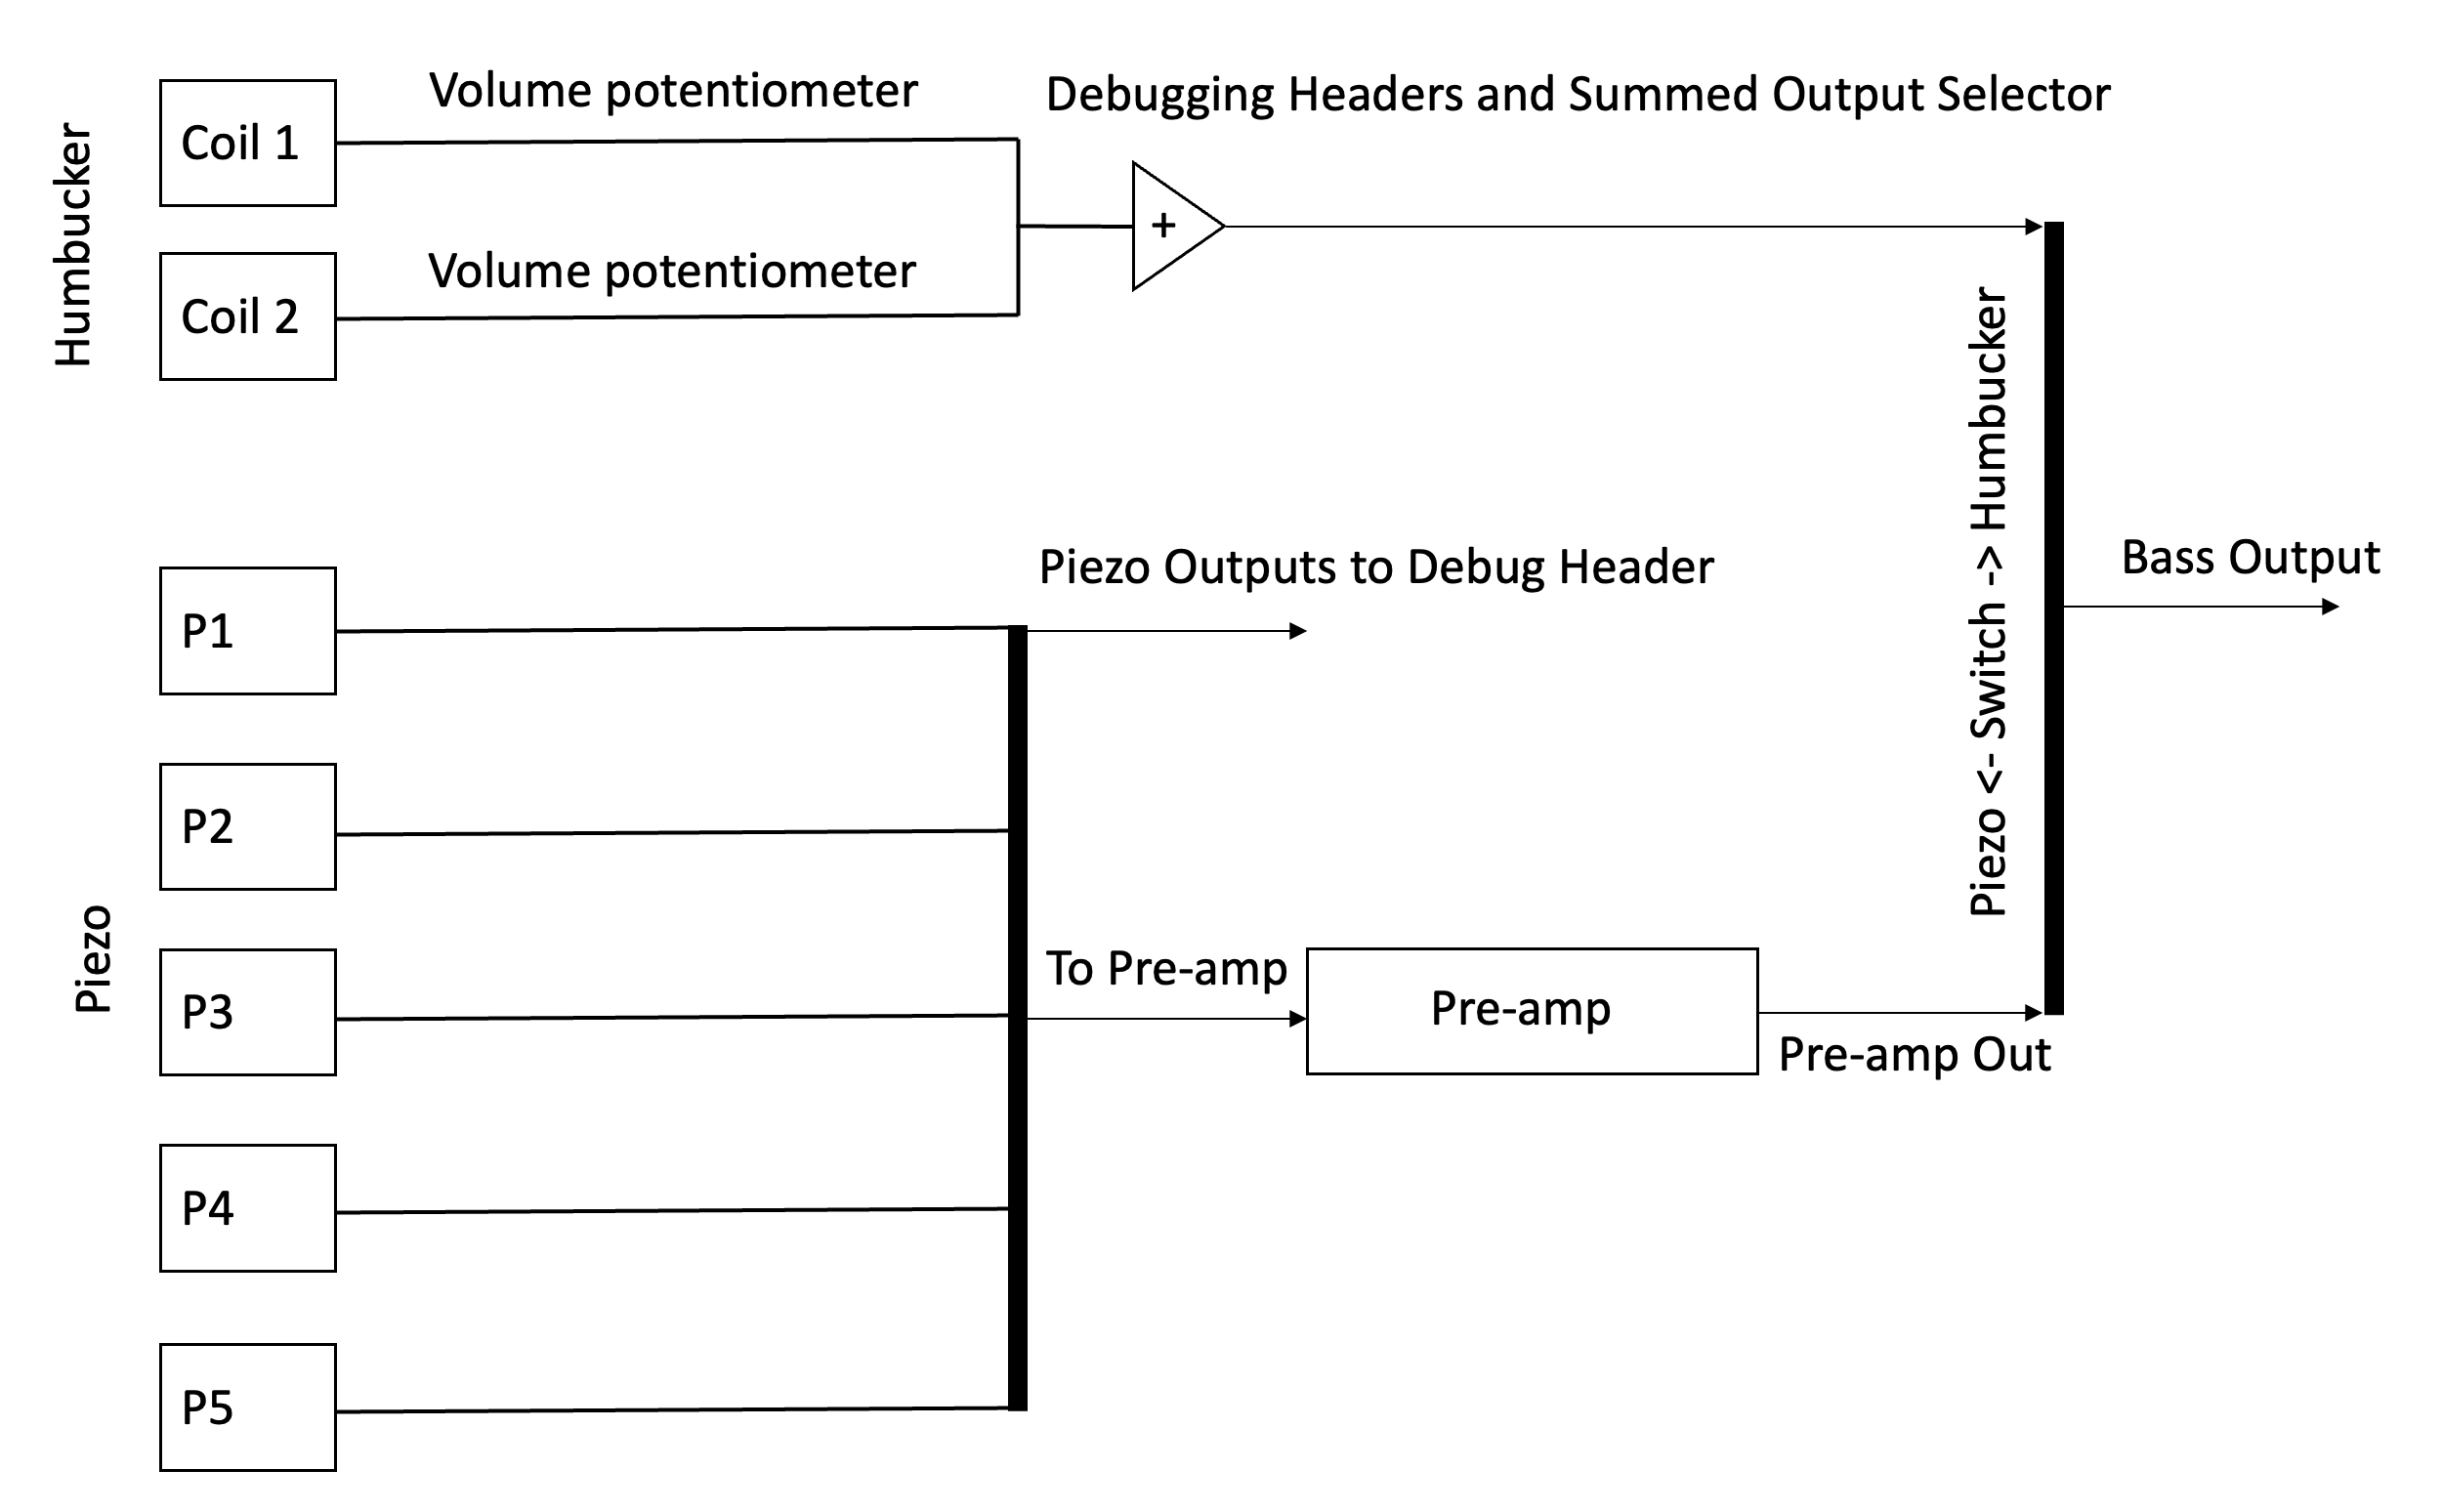 Humbucker
Coil 1
Volume potentiometer
Debugging Headers and Summed Output Selector
+
Coil 2
Volume potentiometer
Piezo <- Switch -> Humbucker
Bass Output
Piezo
P1
Piezo Outputs to Debug Header
P2
P3
To Pre-amp
Pre-amp
Pre-amp Out
P4
P5